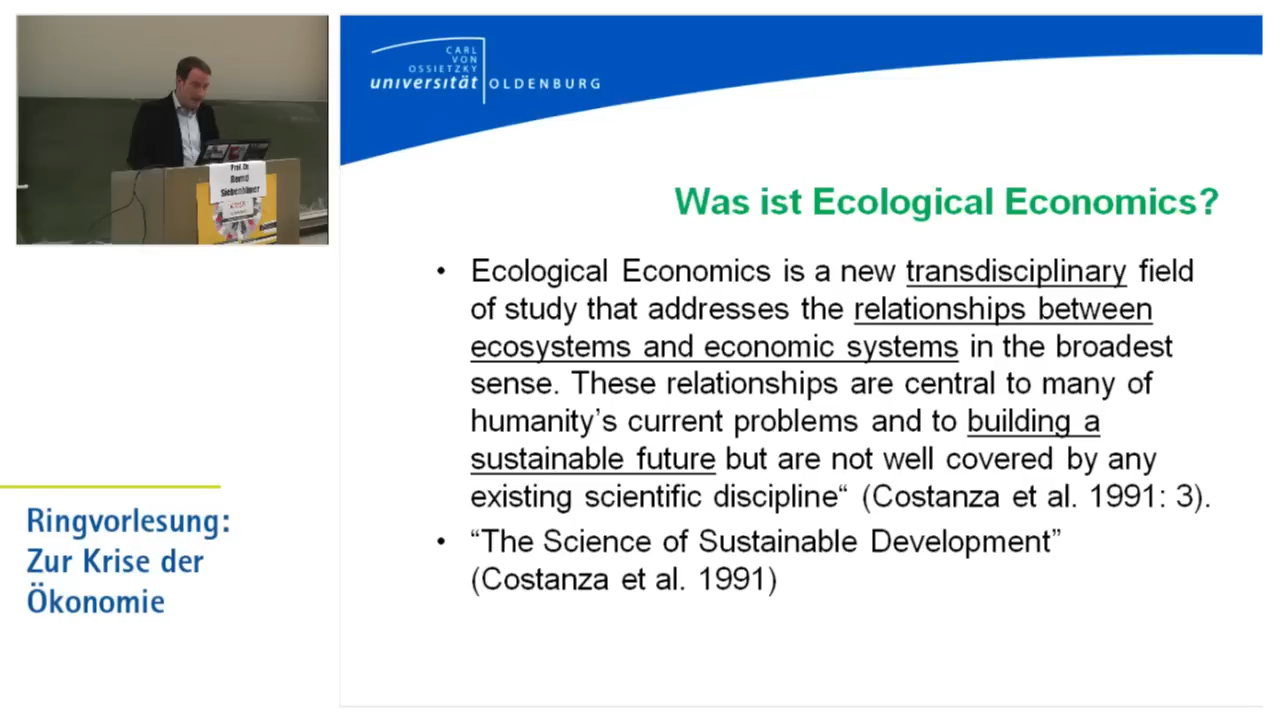 CARL
VON
OSSIETZKY
universität OLDENBURG
Prof. Dr.
Bernd
Siebenhüner
Was ist Ecological Economics?
• Ecological Economics is a new transdisciplinary field
of study that addresses the relationships between
ecosystems and economic systems in the broadest
sense. These relationships are central to many of
humanity’s current problems and to building a
sustainable future but are not well covered by any
existing scientific discipline“ (Costanza et al. 1991: 3).
• “The Science of Sustainable Development”
(Costanza et al. 1991)
Ringvorlesung:
Zur Krise der
Ökonomie